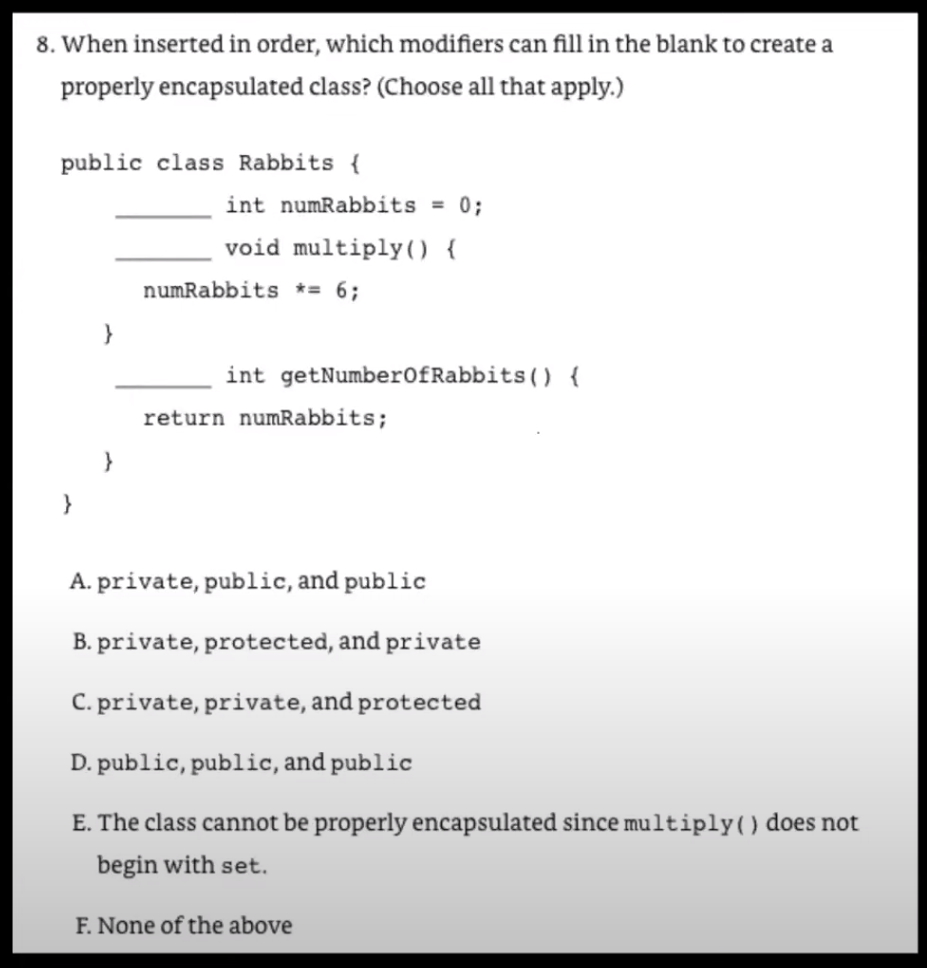 8. When inserted in order, which modifiers can fill in the blank to create a
properly encapsulated class? (Choose all that apply.)
public class Rabbits {
______ int numRabbits = 0;
______ void multiply() {
numRabbits *= 6;
}
______ int getNumberOfRabbits() {
return numRabbits;
}
}
A. private, public, and public
B. private, protected, and private
C. private, private, and protected
D. public, public, and public
E. The class cannot be properly encapsulated since multiply() does not
begin with set.
F. None of the above